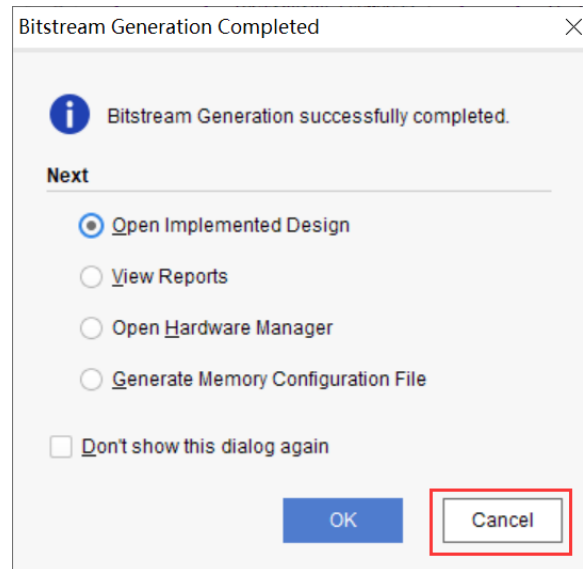 Bitstream Generation Completed
Bitstream Generation successfully completed.
Next
Open Implemented Design
View Reports
Open Hardware Manager
Generate Memory Configuration File
Don't show this dialog again
OK
Cancel